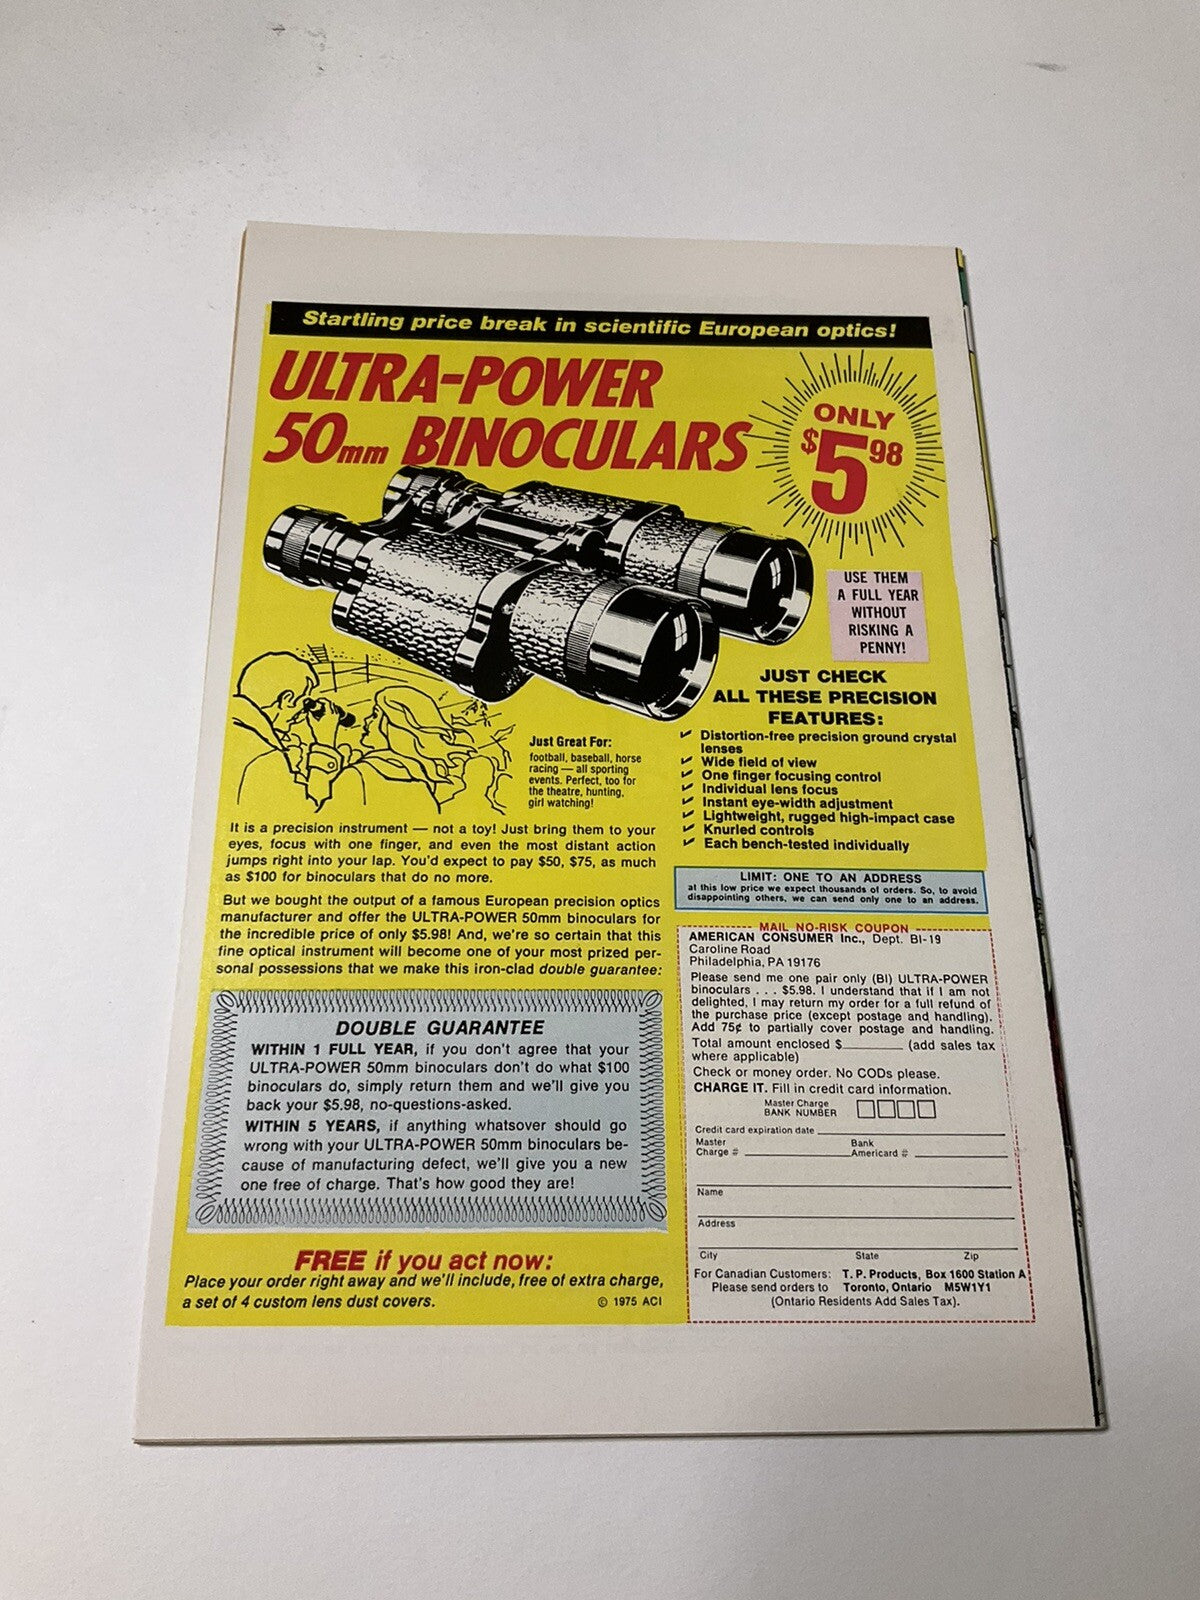 Startling price break in scientific European optics!
ULTRA-POWER
50mm BINOCULARS
ONLY
$5.98
USE THEM
A FULL YEAR
WITHOUT
RISKING A
PENNY!
JUST CHECK
ALL THESE PRECISION
FEATURES:
Distortion-free precision ground crystal
lenses
Wide field of view
One finger focusing control
Individual lens focus
Instant eye-width adjustment
Lightweight, rugged high-impact case
Knurled controls
Each bench-tested individually
Just Great For:
football, baseball, horse
racing — all sporting
events. Perfect, too for
the theatre, hunting,
girl watching!
It is a precision instrument — not a toy! Just bring them to your
eyes, focus with one finger, and even the most distant action
jumps right into your lap. You'd expect to pay $50, $75, as much
as $100 for binoculars that do no more.
But we bought the output of a famous European precision optics
manufacturer and offer the ULTRA-POWER 50mm binoculars for
the incredible price of only $5.98! And, we're so certain that this
fine optical instrument will become one of your most prized per-
sonal possessions that we make this iron-clad double guarantee:
DOUBLE GUARANTEE
WITHIN 1 FULL YEAR, if you don't agree that your
ULTRA-POWER 50mm binoculars don't do what $100
binoculars do, simply return them and we'll give you
back your $5.98, no-questions-asked.
WITHIN 5 YEARS, if anything whatsoever should go
wrong with your ULTRA-POWER 50mm binoculars be-
cause of manufacturing defect, we'll give you a new
one free of charge. That's how good they are!
FREE if you act now:
Place your order right away and we'll include, free of extra charge,
a set of 4 custom lens dust covers.
© 1975 ACI
LIMIT: ONE TO AN ADDRESS
at this low price we expect thousands of orders. So, to avoid
disappointing others, we can send only one to an address.
MAIL NO-RISK COUPON
AMERICAN CONSUMER Inc., Dept. BI-19
Caroline Road
Philadelphia, PA 19176
Please send me one pair only (BI) ULTRA-POWER
binoculars . . . $5.98. I understand that if I am not
delighted, I may return my order for a full refund of
the purchase price (except postage and handling).
Add 75¢ to partially cover postage and handling.
Total amount enclosed $________ (add sales tax
where applicable)
Check or money order. No CODs please.
CHARGE IT. Fill in credit card information.
Master Charge
BANK NUMBER
Credit card expiration date
Master Bank
Charge # Americard #
Name
Address
City State Zip
For Canadian Customers: T. P. Products, Box 1600 Station A
Please send orders to Toronto, Ontario M5W1Y1
(Ontario Residents Add Sales Tax).